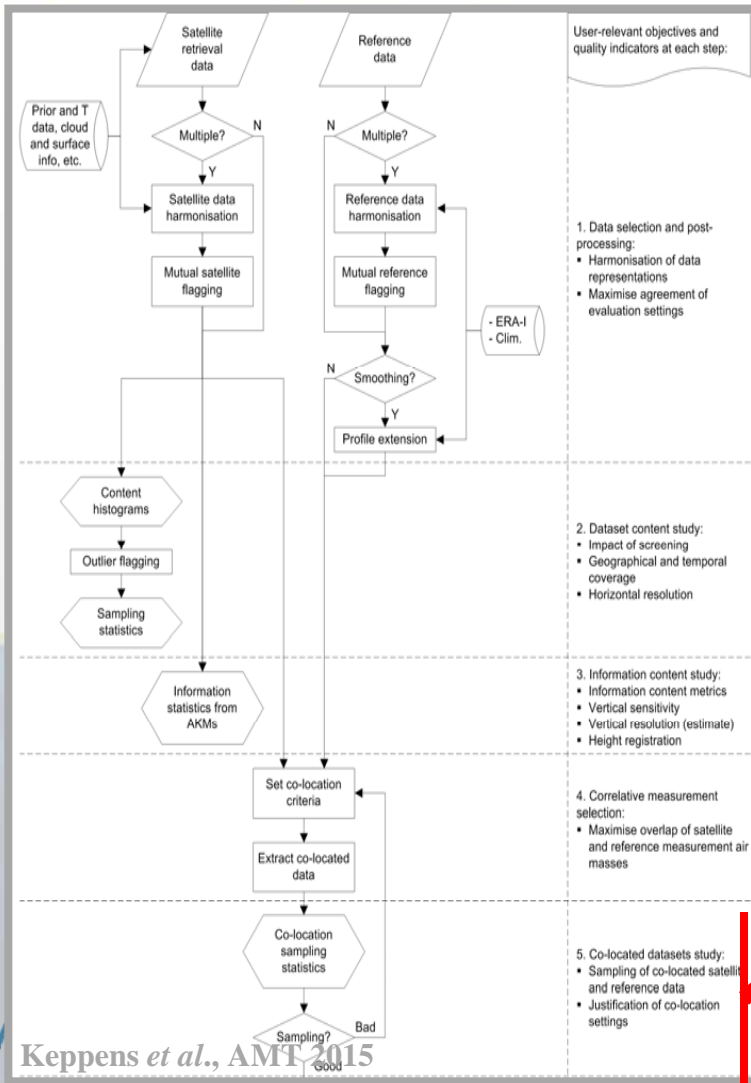 Satellite
retrieval
data
Reference
data
User-relevant objectives and
quality indicators at each step:
Prior and T
data, cloud
and surface
info, etc.
Multiple?
N
Y
N
Multiple?
Y
Satellite data
harmonisation
Reference data
harmonisation
Mutual satellite
flagging
Mutual reference
flagging
- ERA-I
- Clim.
N
Smoothing?
Y
Profile extension
1. Data selection and post-
processing:
▪ Harmonisation of data
representations
▪ Maximise agreement of
evaluation settings
Content
histograms
Outlier flagging
Sampling
statistics
2. Dataset content study:
▪ Impact of screening
▪ Geographical and temporal
coverage
▪ Horizontal resolution
Information
statistics from
AKMs
3. Information content study:
▪ Information content metrics
▪ Vertical sensitivity
▪ Vertical resolution (estimate)
▪ Height registration
Set co-location
criteria
Extract co-located
data
4. Correlative measurement
selection:
▪ Maximise overlap of satellite
and reference measurement air
masses
Co-location
sampling
statistics
Sampling?
Bad
Good
5. Co-located datasets study:
▪ Sampling of co-located satellite
and reference data
▪ Justification of co-location
settings
Keppens et al., AMT 2015